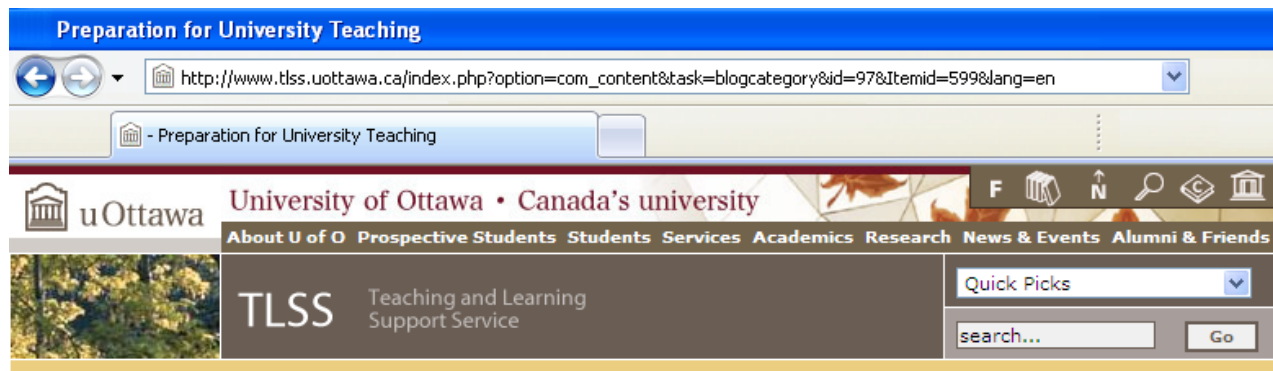 Preparation for University Teaching
http://www.tlss.uottawa.ca/index.php?option=com_content&task=blogcategory&id=97&Itemid=599&lang=en
- Preparation for University Teaching
F N C
uOttawa University of Ottawa • Canada's university
About U of O Prospective Students Students Services Academics Research News & Events Alumni & Friends
Quick Picks
TLSS Teaching and Learning
Support Service
search... Go